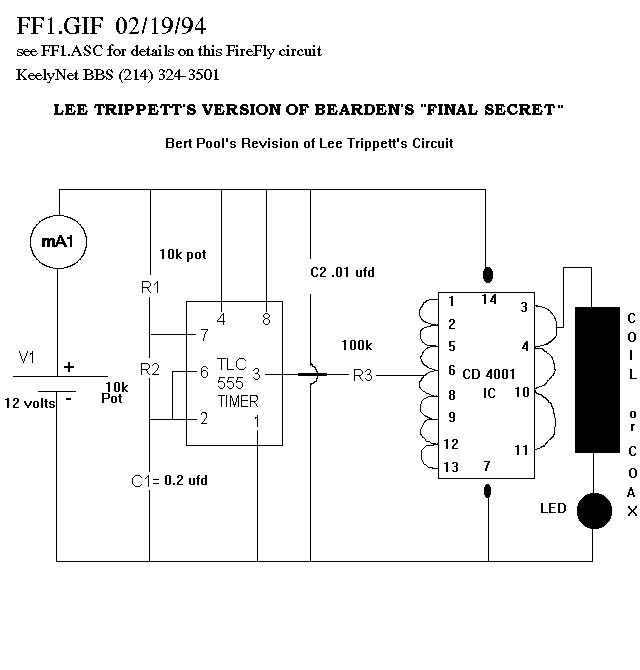 FF1.GIF 02/19/94
see FF1.ASC for details on this FireFly circuit
KeelyNet BBS (214) 324-3501
LEE TRIPPETT'S VERSION OF BEARDEN'S "FINAL SECRET"
Bert Pool's Revision of Lee Trippett's Circuit
mA1
10k pot
R1
C2 .01 ufd
4 8
7
R2
6
TLC
555
TIMER
3
2
1
100k
R3
V1
+
-
12 volts
10k
Pot
C1= 0.2 ufd
1
2
5
6
8
9
12
13
14
3
4
10
11
7
CD 4001
IC
COIL or COAX
LED